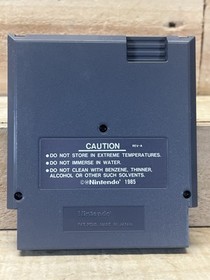 CAUTION
REV-A
●DO NOT STORE IN EXTREME TEMPERATURES.
●DO NOT IMMERSE IN WATER.
●DO NOT CLEAN WITH BENZENE, THINNER,
ALCOHOL OR OTHER SUCH SOLVENTS.
©®Nintendo® 1985
Nintendo